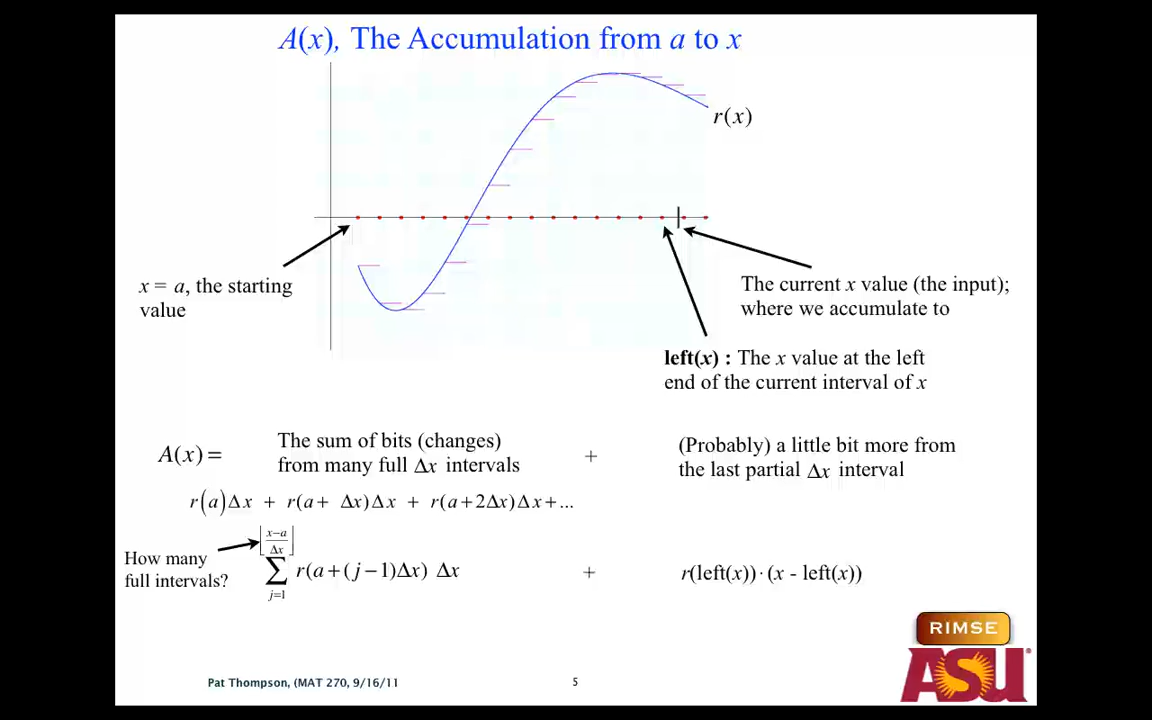 A(x), The Accumulation from a to x
r(x)
x = a, the starting
value
The current x value (the input);
where we accumulate to
left(x) : The x value at the left
end of the current interval of x
A(x) =
The sum of bits (changes)
from many full Δx intervals
+
(Probably) a little bit more from
the last partial Δx interval
r(a)Δx + r(a+ Δx)Δx + r(a+2Δx)Δx+...
How many
full intervals?
⌊(x−a)/Δx⌋
∑ r(a+(j−1)Δx) Δx + r(left(x))·(x - left(x))
j=1
RIMSE
ASU
Pat Thompson, (MAT 270, 9/16/11
5